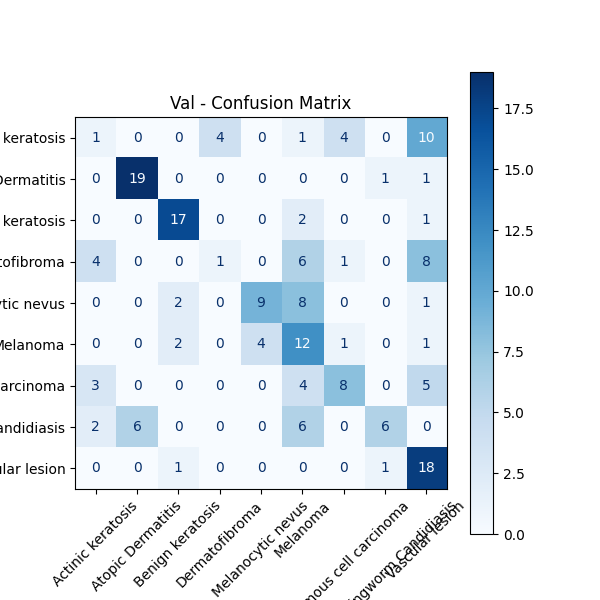 Val - Confusion Matrix
keratosis 1 0 0 4 0 1 4 0 10
Dermatitis 0 19 0 0 0 0 0 1 1
keratosis 0 0 17 0 0 2 0 0 1
tofibroma 4 0 0 1 0 6 1 0 8
ytic nevus 0 0 2 0 9 8 0 0 1
Melanoma 0 0 2 0 4 12 1 0 1
arcinoma 3 0 0 0 0 4 8 0 5
andidiasis 2 6 0 0 0 6 0 6 0
ular lesion 0 0 1 0 0 0 0 1 18
Actinic keratosis
Atopic Dermatitis
Benign keratosis
Dermatofibroma
Melanocytic nevus
Melanoma
mous cell carcinoma
ngworm Candidiasis
Vascular lesion
17.5
15.0
12.5
10.0
7.5
5.0
2.5
0.0